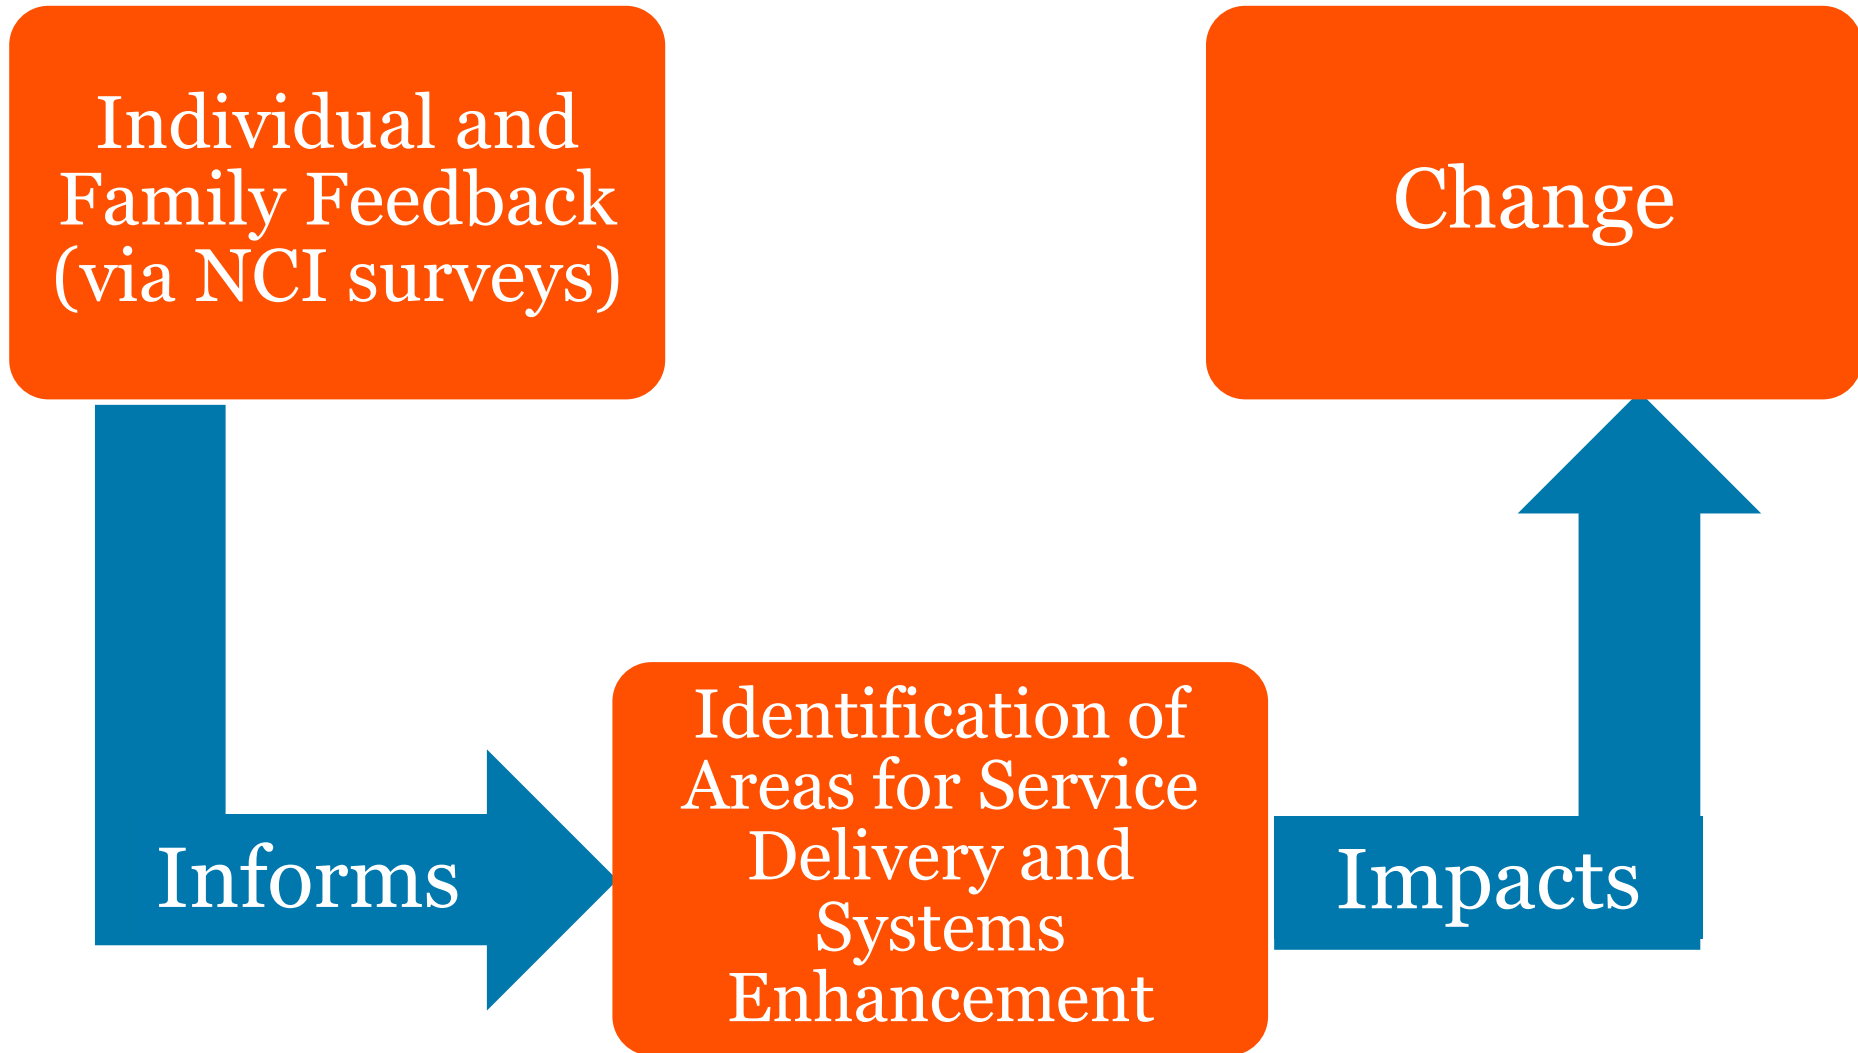 Individual and
Family Feedback
(via NCI surveys)
Change
Informs
Identification of
Areas for Service
Delivery and
Systems
Enhancement
Impacts